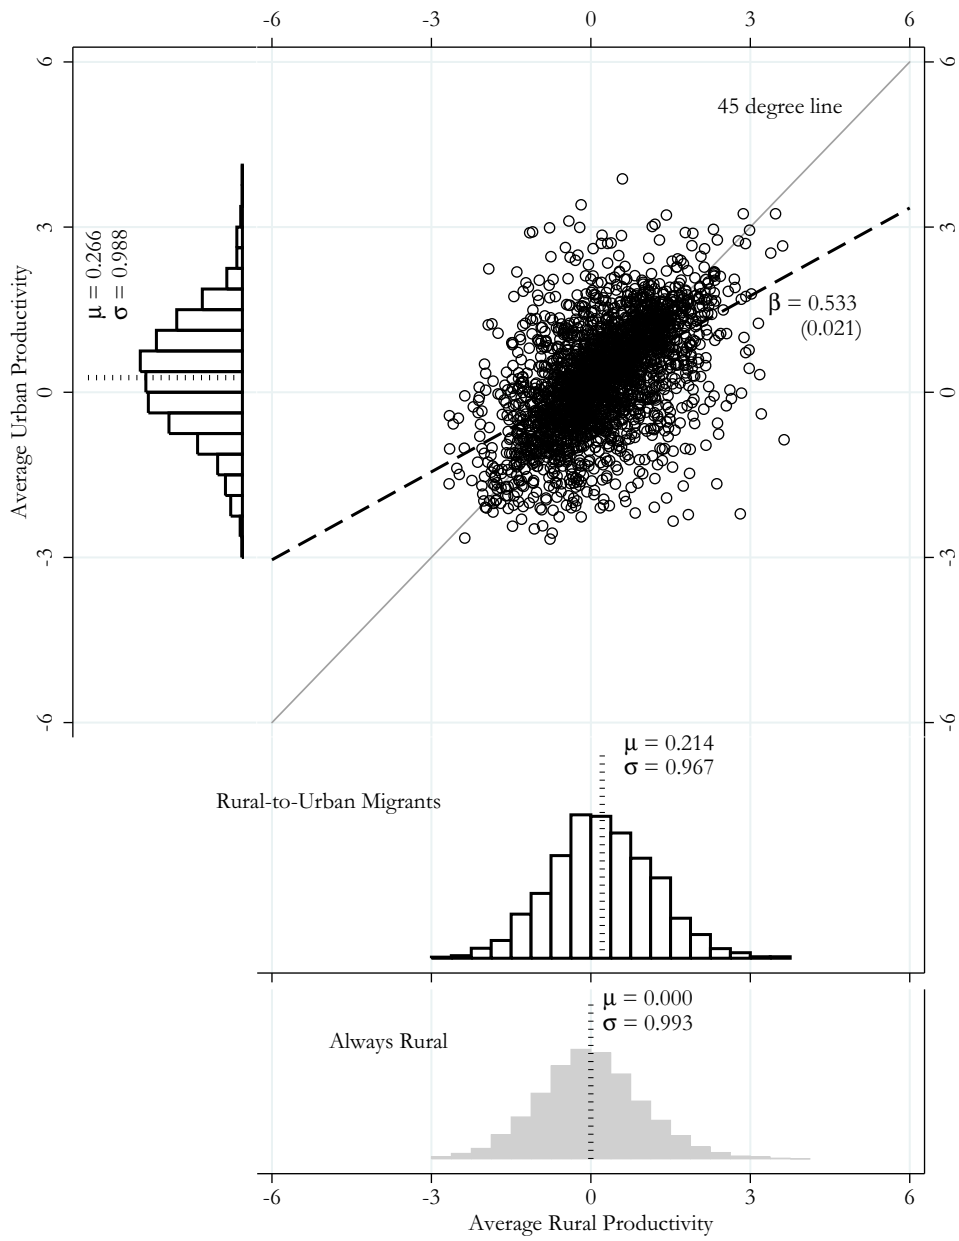 -6 -3 0 3 6
6
3
0
-3
-6
Average Urban Productivity
μ = 0.266
σ = 0.988
45 degree line
β = 0.533
(0.021)
6
3
0
-3
-6
μ = 0.214
σ = 0.967
Rural-to-Urban Migrants
μ = 0.000
σ = 0.993
Always Rural
-6 -3 0 3 6
Average Rural Productivity